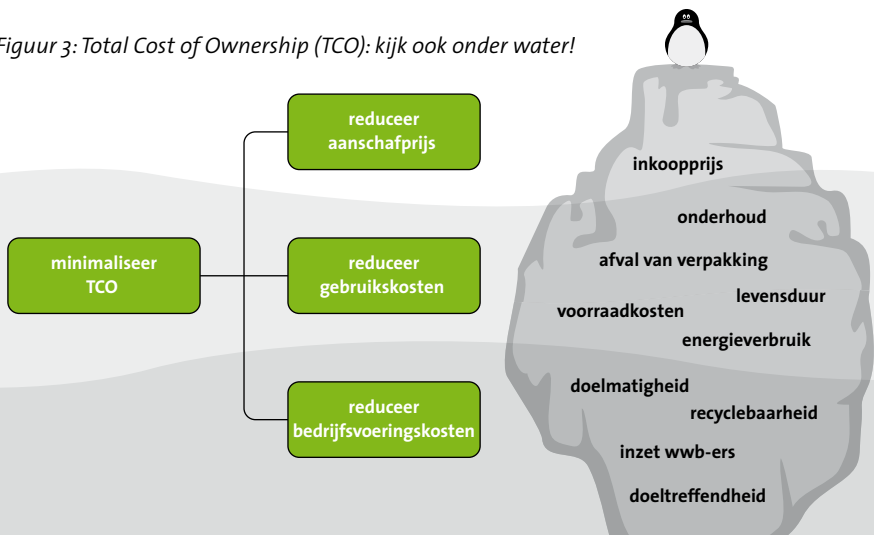 Figuur 3: Total Cost of Ownership (TCO): kijk ook onder water!
reduceer
aanschafprijs
minimaliseer
TCO
reduceer
gebruikskosten
reduceer
bedrijfsvoeringskosten
inkoopprijs
onderhoud
afval van verpakking
levensduur
voorraadkosten
energieverbruik
doelmatigheid
recyclebaarheid
inzet wwb-ers
doeltreffendheid